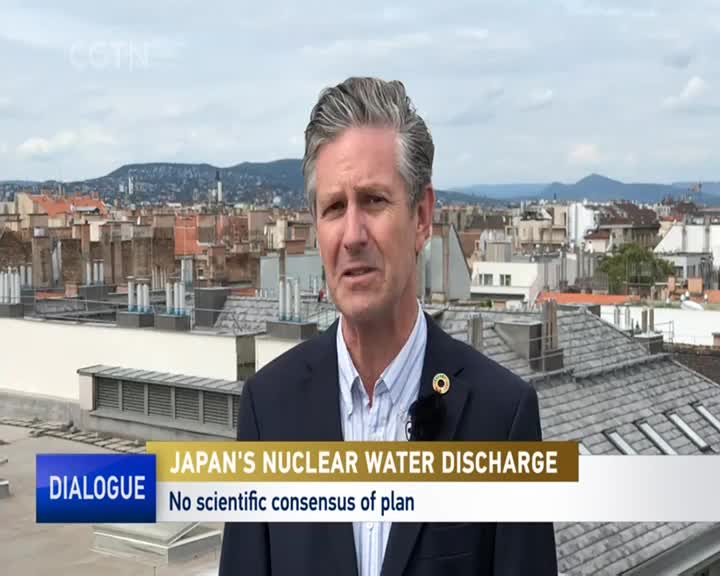 CGTN
JAPAN'S NUCLEAR WATER DISCHARGE
DIALOGUE
No scientific consensus of plan